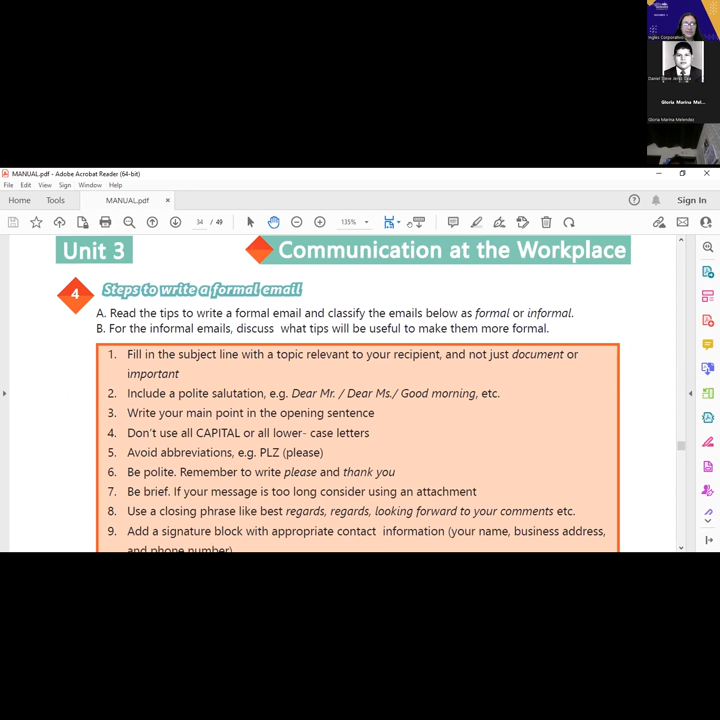 Ingles Corporativo
Daniel Steve Jerez Diaz
Gloria Marina Mel...
Gloria Marina Melendez
MANUAL.pdf - Adobe Acrobat Reader (64-bit)
File Edit View Sign Window Help
Home Tools MANUAL.pdf × Sign In
34 / 49 135%
Unit 3 Communication at the Workplace
4 Steps to write a formal email
A. Read the tips to write a formal email and classify the emails below as formal or informal.
B. For the informal emails, discuss what tips will be useful to make them more formal.
1. Fill in the subject line with a topic relevant to your recipient, and not just document or
important
2. Include a polite salutation, e.g. Dear Mr. / Dear Ms./ Good morning, etc.
3. Write your main point in the opening sentence
4. Don't use all CAPITAL or all lower- case letters
5. Avoid abbreviations, e.g. PLZ (please)
6. Be polite. Remember to write please and thank you
7. Be brief. If your message is too long consider using an attachment
8. Use a closing phrase like best regards, regards, looking forward to your comments etc.
9. Add a signature block with appropriate contact information (your name, business address,
and phone number)